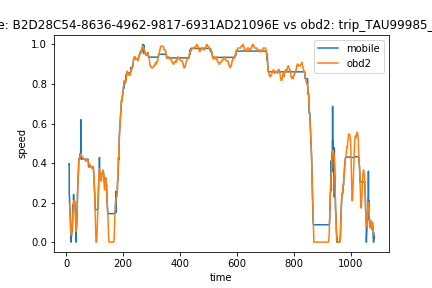 e: B2D28C54-8636-4962-9817-6931AD21096E vs obd2: trip_TAU99985_
mobile
obd2
1.0
0.8
0.6
0.4
0.2
0.0
speed
0 200 400 600 800 1000
time